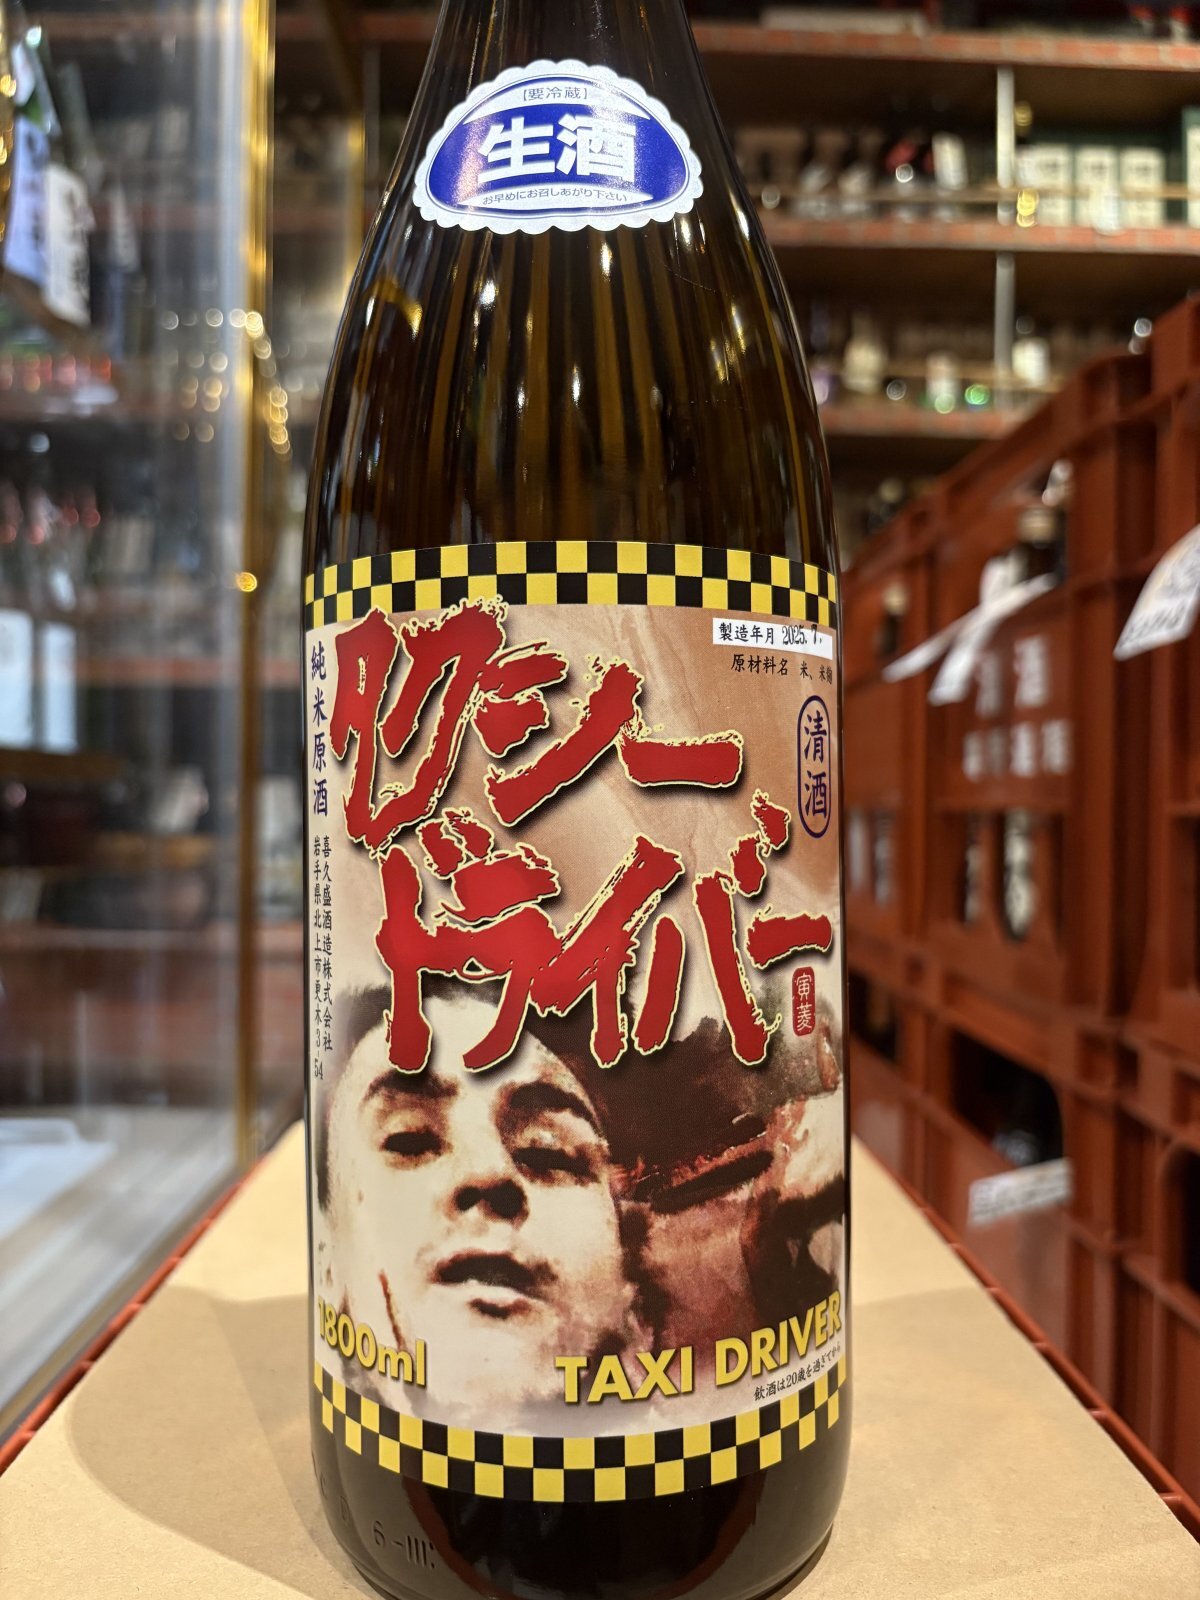 【要冷蔵】
生酒
お早めにお召しあがり下さい
製造年月 2025. 7.
原材料名 米、米麹
清酒
タクシー
ドライバー
寅菱
純米原酒
喜久盛酒造株式会社
岩手県北上市更木3-54
1800ml
TAXI DRIVER
飲酒は20歳を過ぎてから